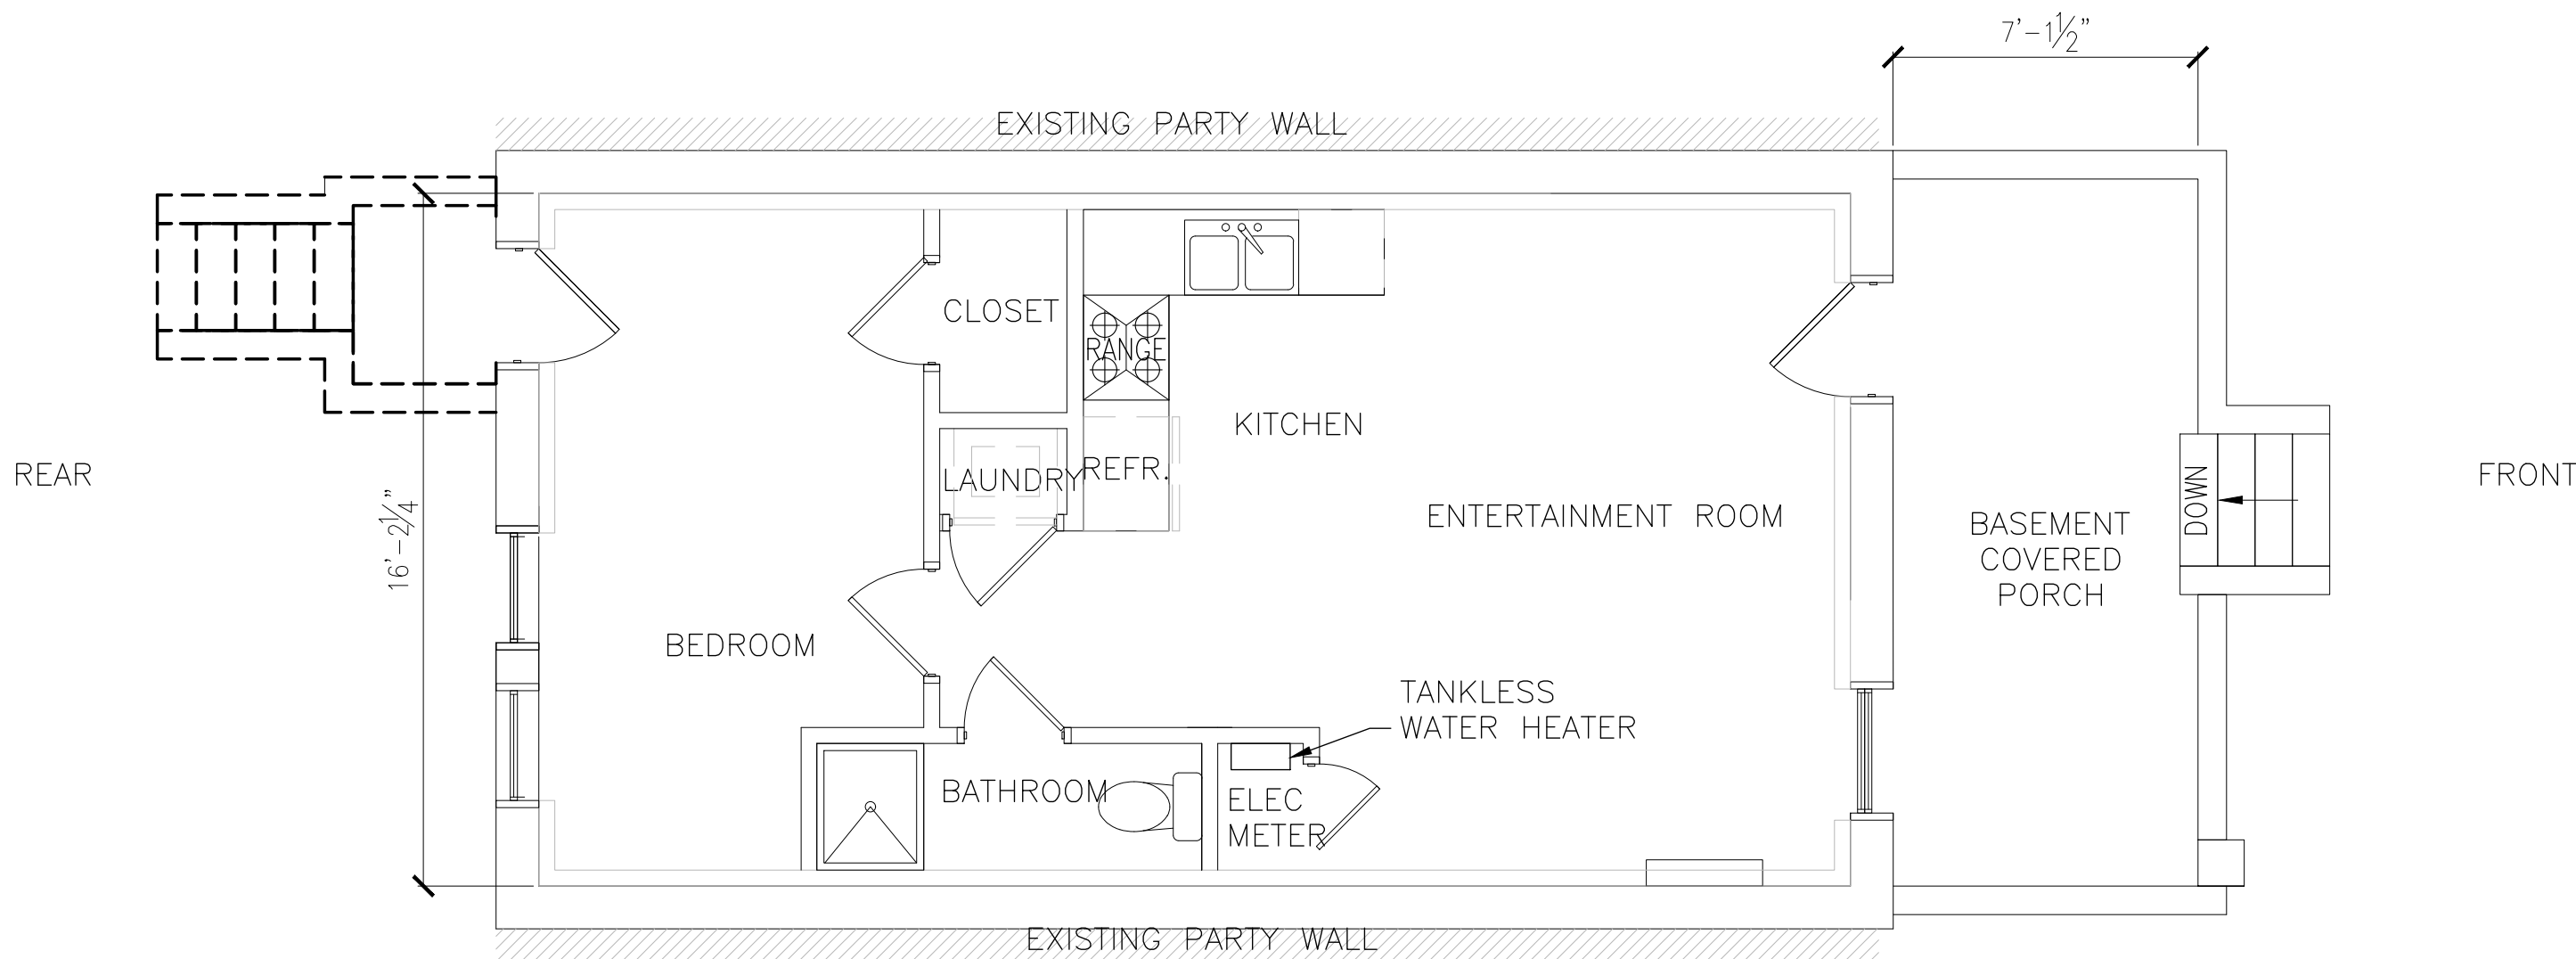 7'-1½"
EXISTING PARTY WALL
CLOSET
RANGE
KITCHEN
REAR
LAUNDRY
REFR.
FRONT
DOWN
16'-2¼"
ENTERTAINMENT ROOM
BASEMENT
COVERED
PORCH
BEDROOM
TANKLESS
WATER HEATER
BATHROOM
ELEC
METER
EXISTING PARTY WALL